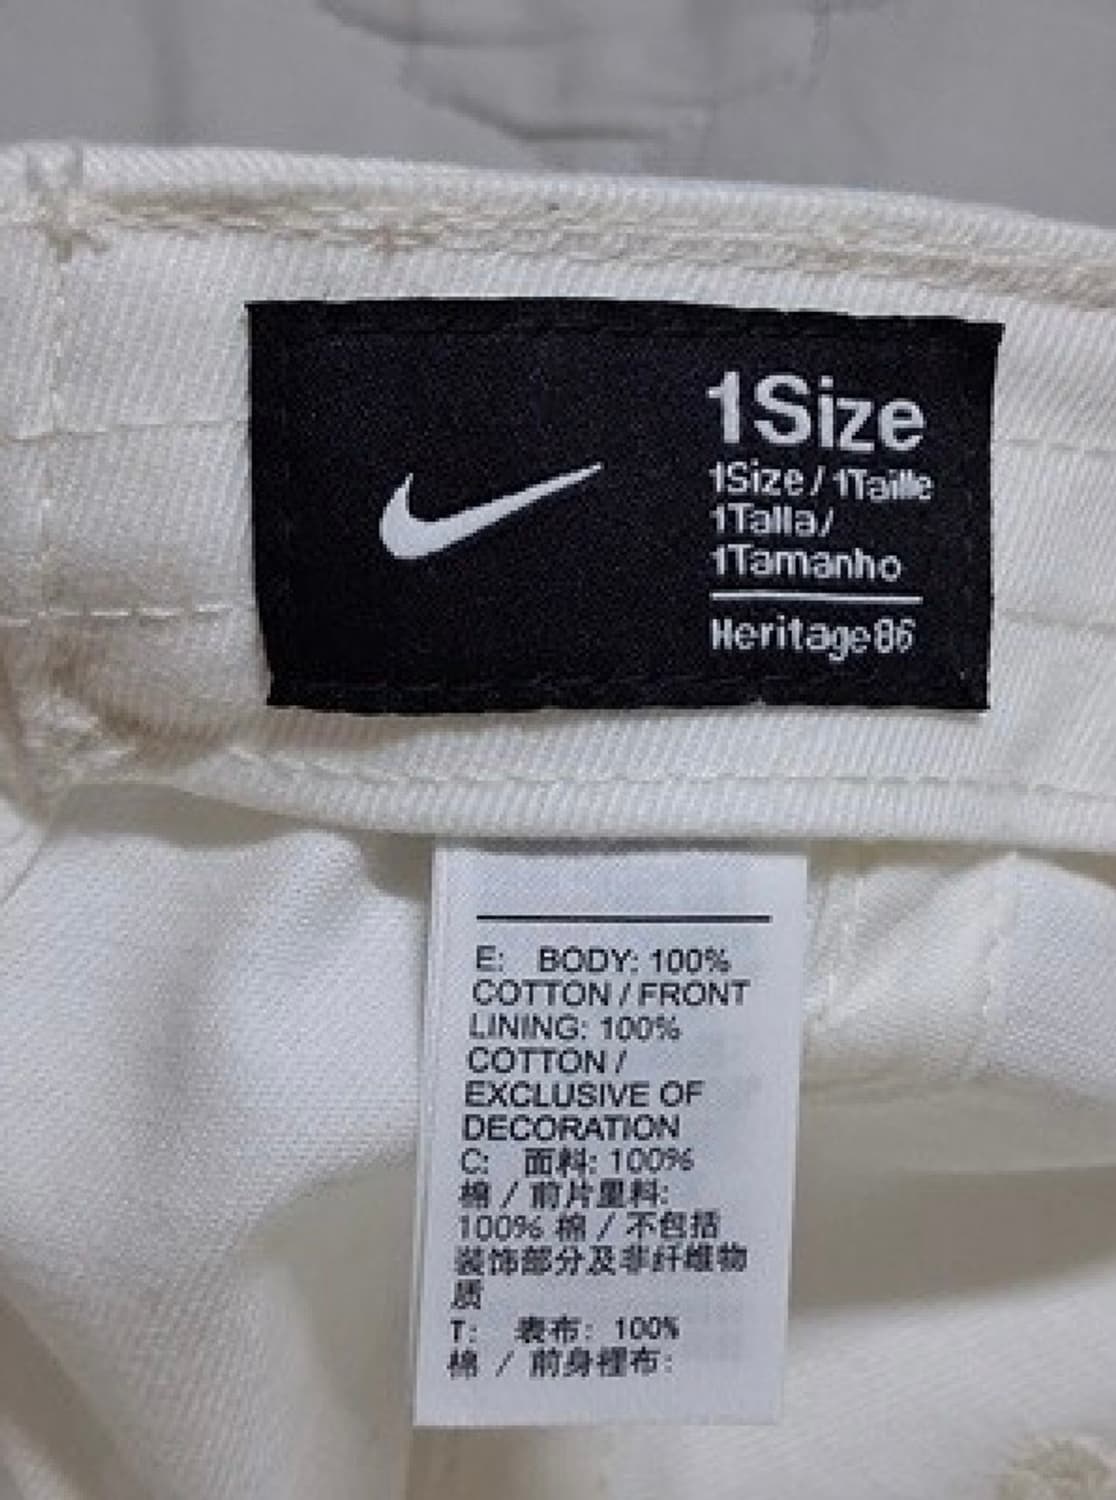 1Size
1Size / 1Taille
1Talla/
1Tamanho
Heritage86
E: BODY: 100%
COTTON / FRONT
LINING: 100%
COTTON /
EXCLUSIVE OF
DECORATION
C: 面料: 100%
棉 / 前片里料:
100% 棉 / 不包括
装饰部分及非纤维物
质
T: 表布: 100%
棉 / 前身裡布: